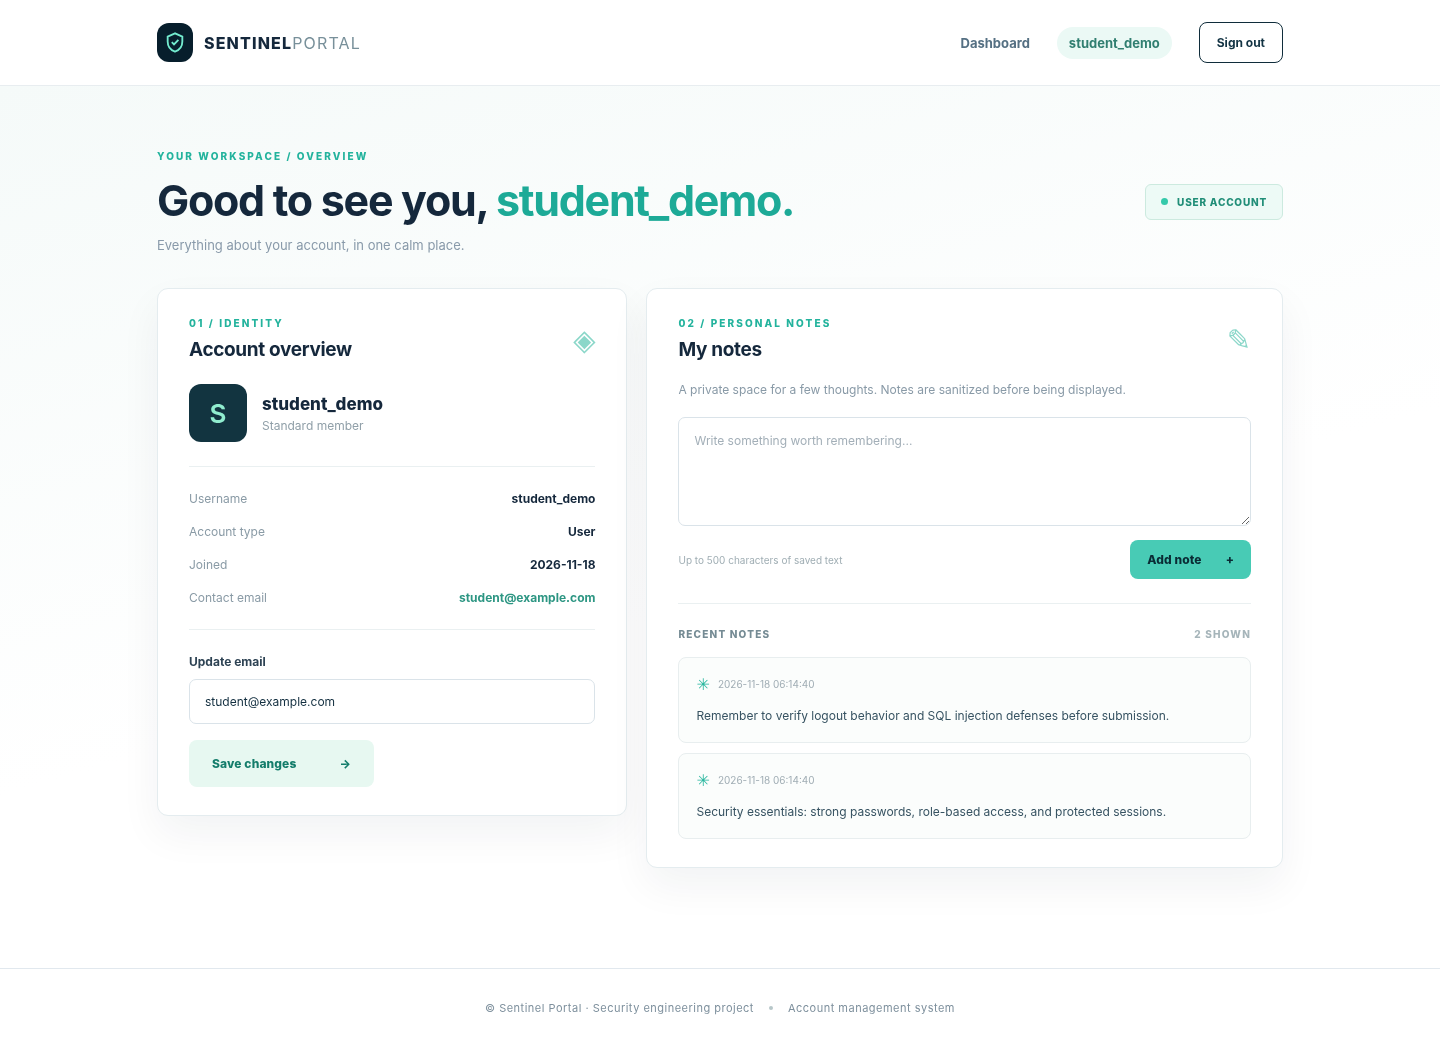 SENTINELPORTAL
Dashboard
student_demo
Sign out
YOUR WORKSPACE / OVERVIEW
Good to see you, student_demo.
USER ACCOUNT
Everything about your account, in one calm place.
01 / IDENTITY
Account overview
S
student_demo
Standard member
Username student_demo
Account type User
Joined 2026-11-18
Contact email student@example.com
Update email
student@example.com
Save changes →
02 / PERSONAL NOTES
My notes
A private space for a few thoughts. Notes are sanitized before being displayed.
Write something worth remembering...
Up to 500 characters of saved text
Add note +
RECENT NOTES 2 SHOWN
2026-11-18 06:14:40
Remember to verify logout behavior and SQL injection defenses before submission.
2026-11-18 06:14:40
Security essentials: strong passwords, role-based access, and protected sessions.
© Sentinel Portal · Security engineering project • Account management system